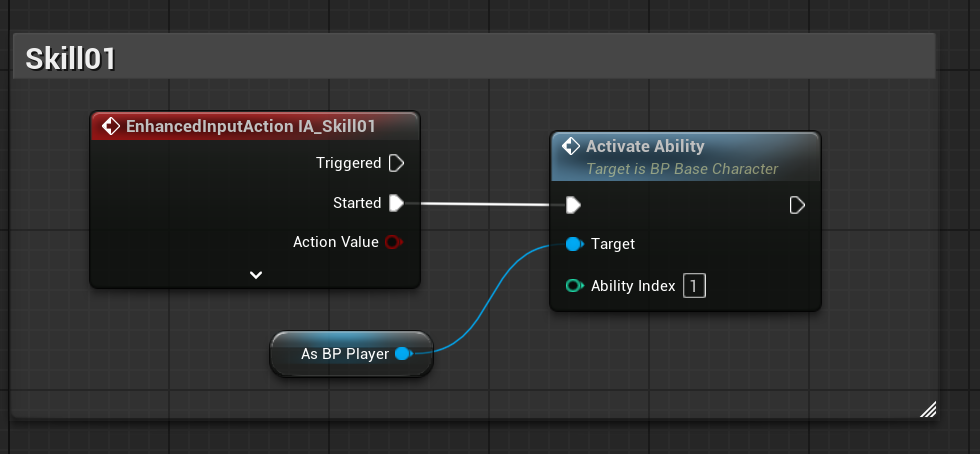 Skill01
EnhancedInputAction IA_Skill01
Triggered
Started
Action Value
Activate Ability
Target is BP Base Character
Target
Ability Index 1
As BP Player